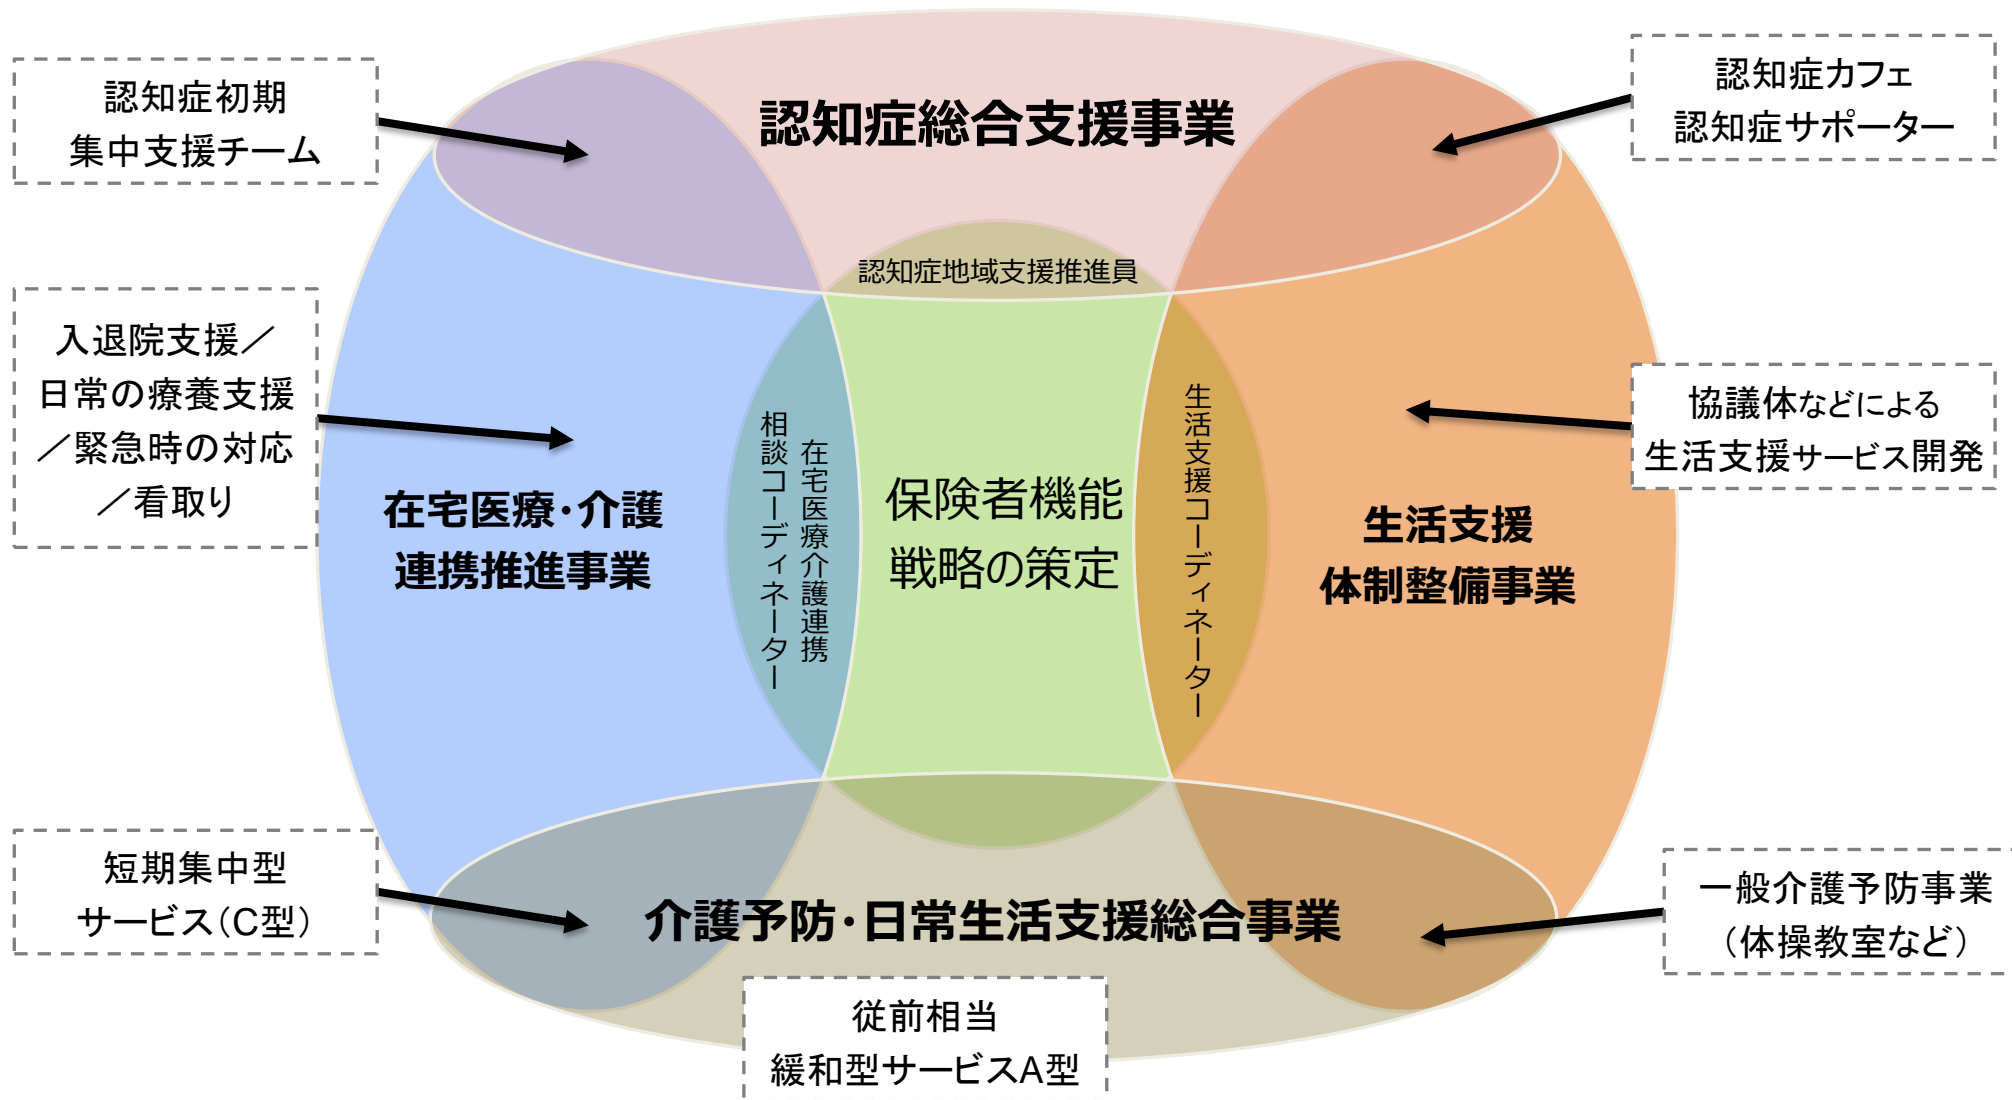 認知症初期
集中支援チーム
認知症総合支援事業
認知症カフェ
認知症サポーター
認知症地域支援推進員
入退院支援／
日常の療養支援
／緊急時の対応
／看取り
在宅医療・介護
連携推進事業
在宅医療介護連携
相談コーディネーター
保険者機能
戦略の策定
生活支援コーディネーター
協議体などによる
生活支援サービス開発
生活支援
体制整備事業
短期集中型
サービス（C型）
介護予防・日常生活支援総合事業
一般介護予防事業
（体操教室など）
従前相当
緩和型サービスA型